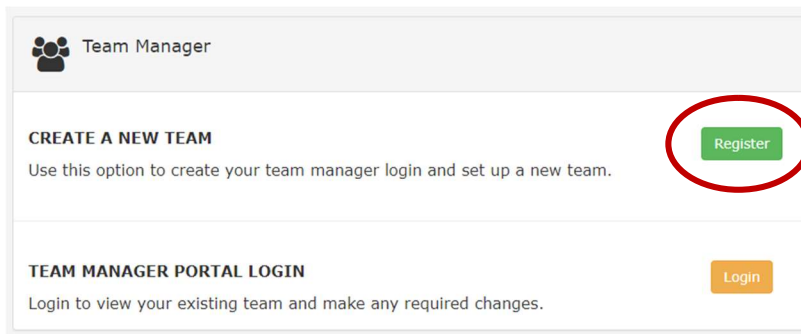 Team Manager
CREATE A NEW TEAM
Register
Use this option to create your team manager login and set up a new team.
TEAM MANAGER PORTAL LOGIN
Login
Login to view your existing team and make any required changes.